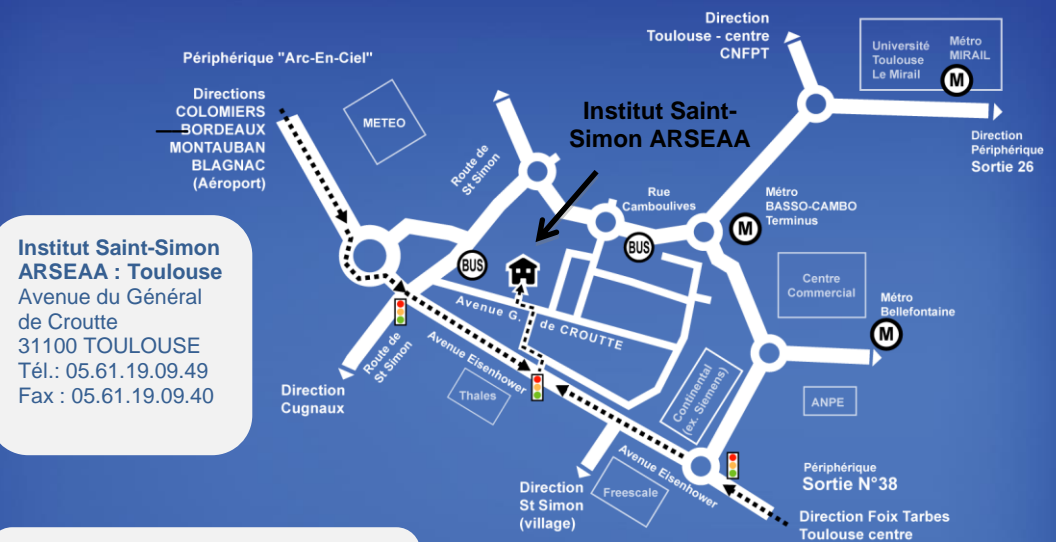 Direction
Toulouse - centre
CNFPT
Université
Toulouse
Le Mirail
Métro
MIRAIL
M
Périphérique "Arc-En-Ciel"
Directions
COLOMIERS
BORDEAUX
MONTAUBAN
BLAGNAC
(Aéroport)
METEO
Institut Saint-
Simon ARSEAA
Direction
Périphérique
Sortie 26
Route de
St Simon
Rue
Camboulives
Métro
BASSO-CAMBO
Terminus
M
BUS
BUS
Institut Saint-Simon
ARSEAA : Toulouse
Avenue du Général
de Croutte
31100 TOULOUSE
Tél.: 05.61.19.09.49
Fax : 05.61.19.09.40
Centre
Commercial
Métro
Bellefontaine
M
Avenue G. de CROUTTE
Route de
St Simon
Avenue Eisenhower
Thales
Direction
Cugnaux
Continental
(ex. Siemens)
ANPE
Avenue Eisenhower
Périphérique
Sortie N°38
Direction
St Simon
(village)
Freescale
Direction Foix Tarbes
Toulouse centre